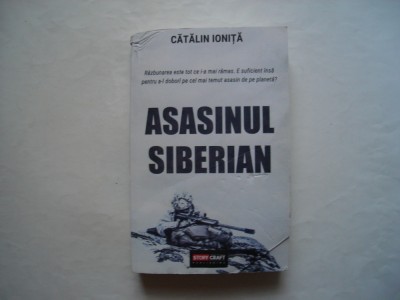 CĂTĂLIN IONIȚĂ
Răzbunarea este tot ce i-a mai rămas. E suficient însă
pentru a-l doborî pe cel mai temut asasin de pe planetă?
ASASINUL
SIBERIAN
STORY CRAFT